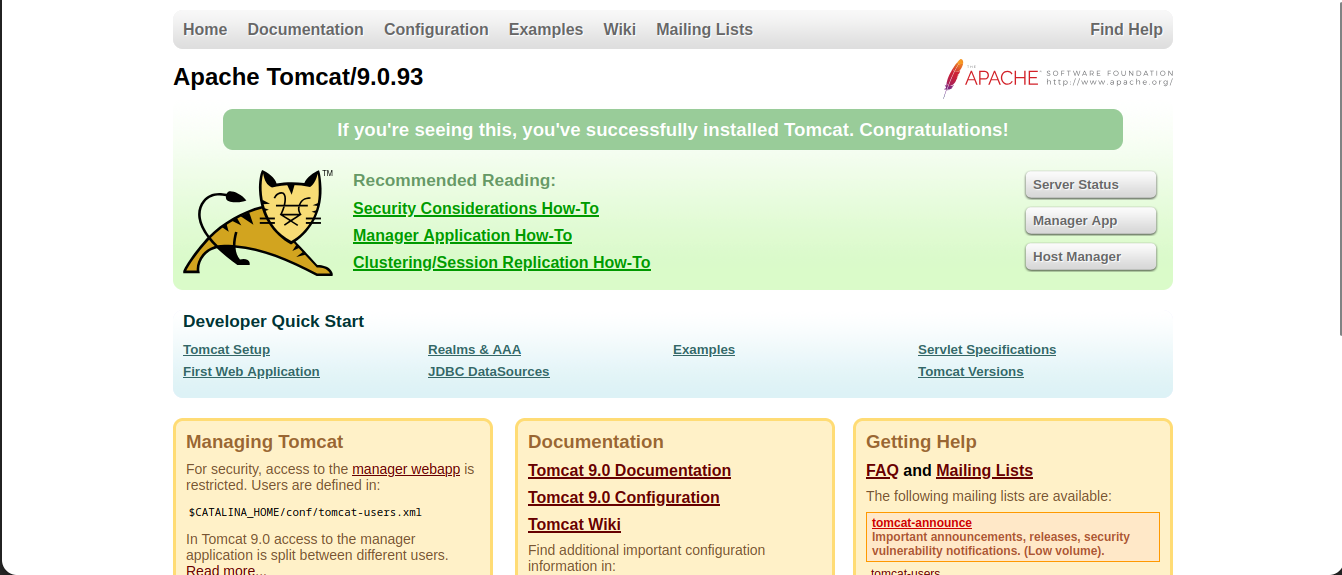 Home Documentation Configuration Examples Wiki Mailing Lists Find Help
Apache Tomcat/9.0.93
THE
APACHE SOFTWARE FOUNDATION
http://www.apache.org/
If you're seeing this, you've successfully installed Tomcat. Congratulations!
TM
Recommended Reading:
Security Considerations How-To
Manager Application How-To
Clustering/Session Replication How-To
Server Status
Manager App
Host Manager
Developer Quick Start
Tomcat Setup
First Web Application
Realms & AAA
JDBC DataSources
Examples
Servlet Specifications
Tomcat Versions
Managing Tomcat
For security, access to the manager webapp is
restricted. Users are defined in:
$CATALINA_HOME/conf/tomcat-users.xml
In Tomcat 9.0 access to the manager
application is split between different users.
Read more...
Documentation
Tomcat 9.0 Documentation
Tomcat 9.0 Configuration
Tomcat Wiki
Find additional important configuration
information in:
Getting Help
FAQ and Mailing Lists
The following mailing lists are available:
tomcat-announce
Important announcements, releases, security
vulnerability notifications. (Low volume).
tomcat-users